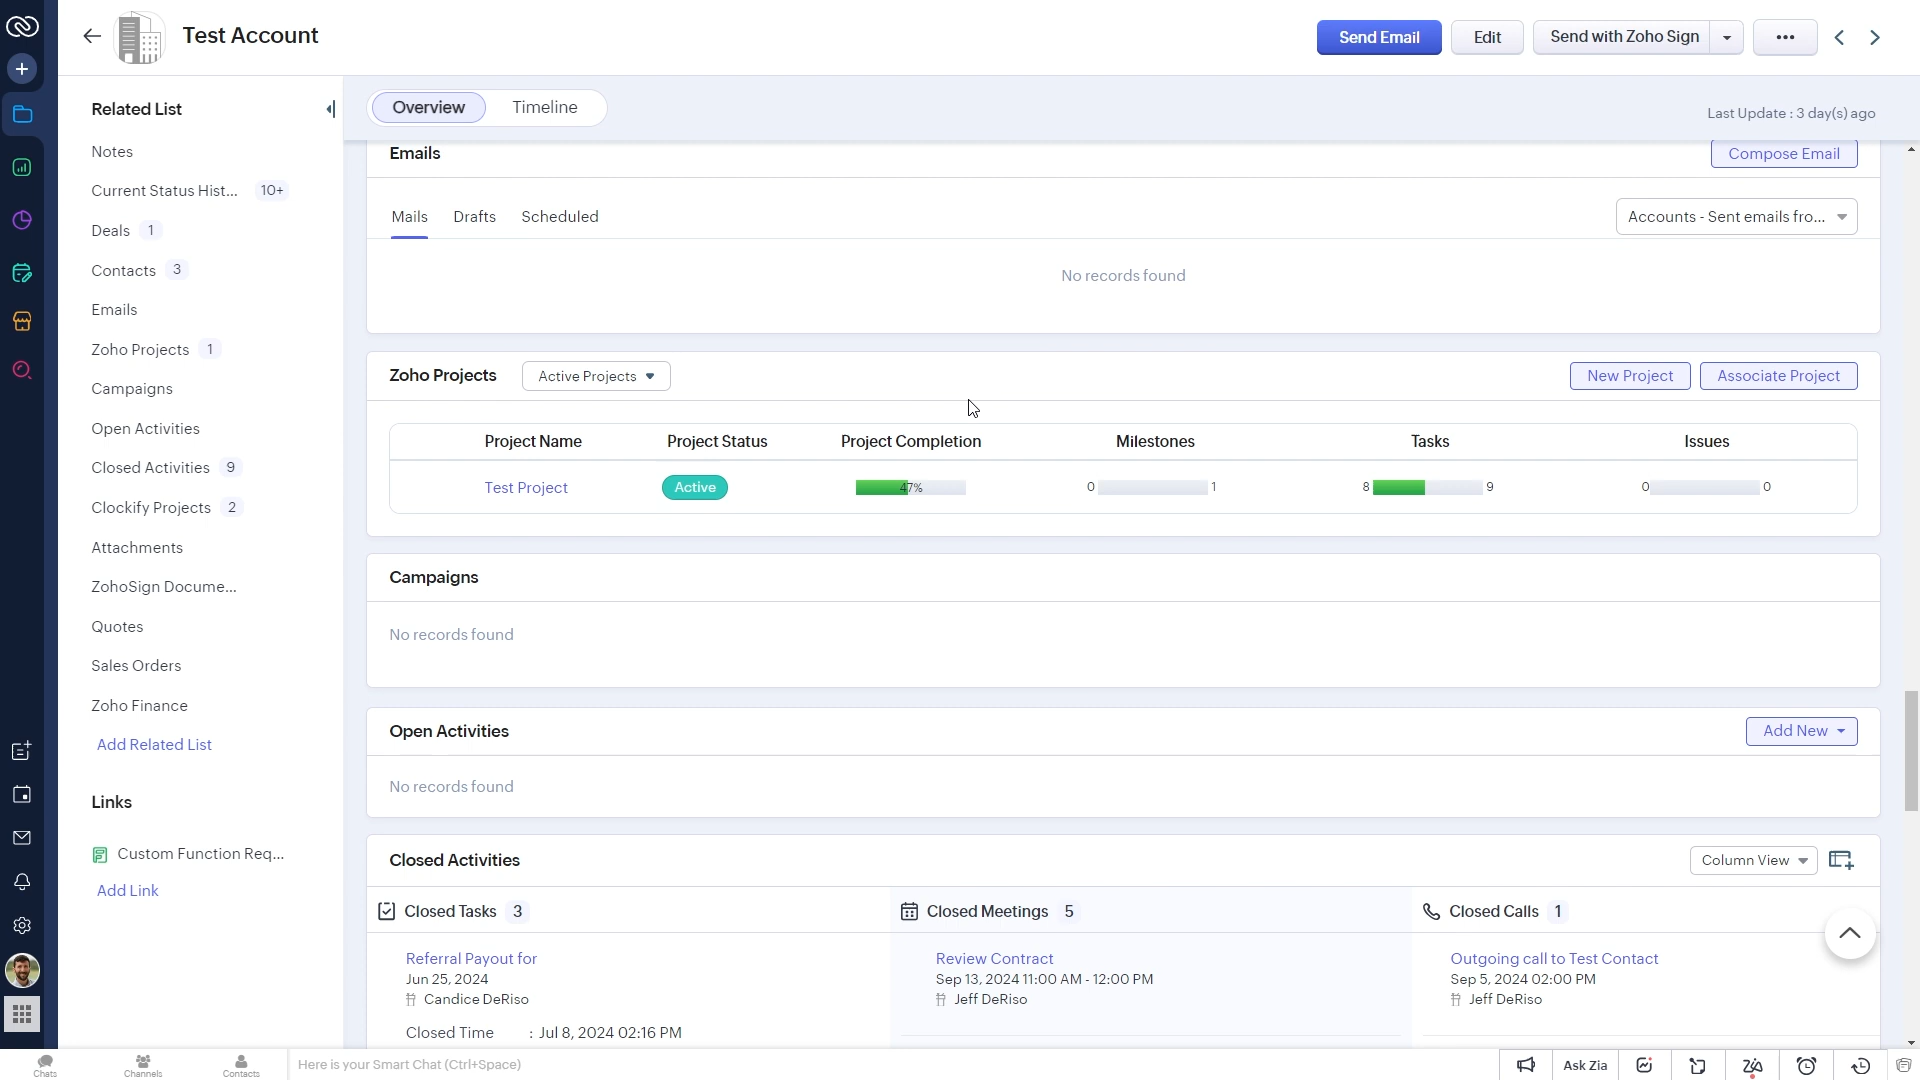 Test Account
Send Email
Edit
Send with Zoho Sign
Related List
Overview
Timeline
Last Update : 3 day(s) ago
Notes
Current Status Hist... 10+
Deals 1
Contacts 3
Emails
Zoho Projects 1
Campaigns
Open Activities
Closed Activities 9
Clockify Projects 2
Attachments
ZohoSign Docume...
Quotes
Sales Orders
Zoho Finance
Add Related List
Links
Custom Function Req...
Add Link
Emails
Compose Email
Mails Drafts Scheduled
Accounts - Sent emails fro...
No records found
Zoho Projects
Active Projects
New Project
Associate Project
Project Name Project Status Project Completion Milestones Tasks Issues
Test Project Active 47% 0 1 8 9 0 0
Campaigns
No records found
Open Activities
Add New
No records found
Closed Activities
Column View
Closed Tasks 3
Closed Meetings 5
Closed Calls 1
Referral Payout for
Jun 25, 2024
Candice DeRiso
Closed Time : Jul 8, 2024 02:16 PM
Review Contract
Sep 13, 2024 11:00 AM - 12:00 PM
Jeff DeRiso
Outgoing call to Test Contact
Sep 5, 2024 02:00 PM
Jeff DeRiso
Chats
Channels
Contacts
Here is your Smart Chat (Ctrl+Space)
Ask Zia